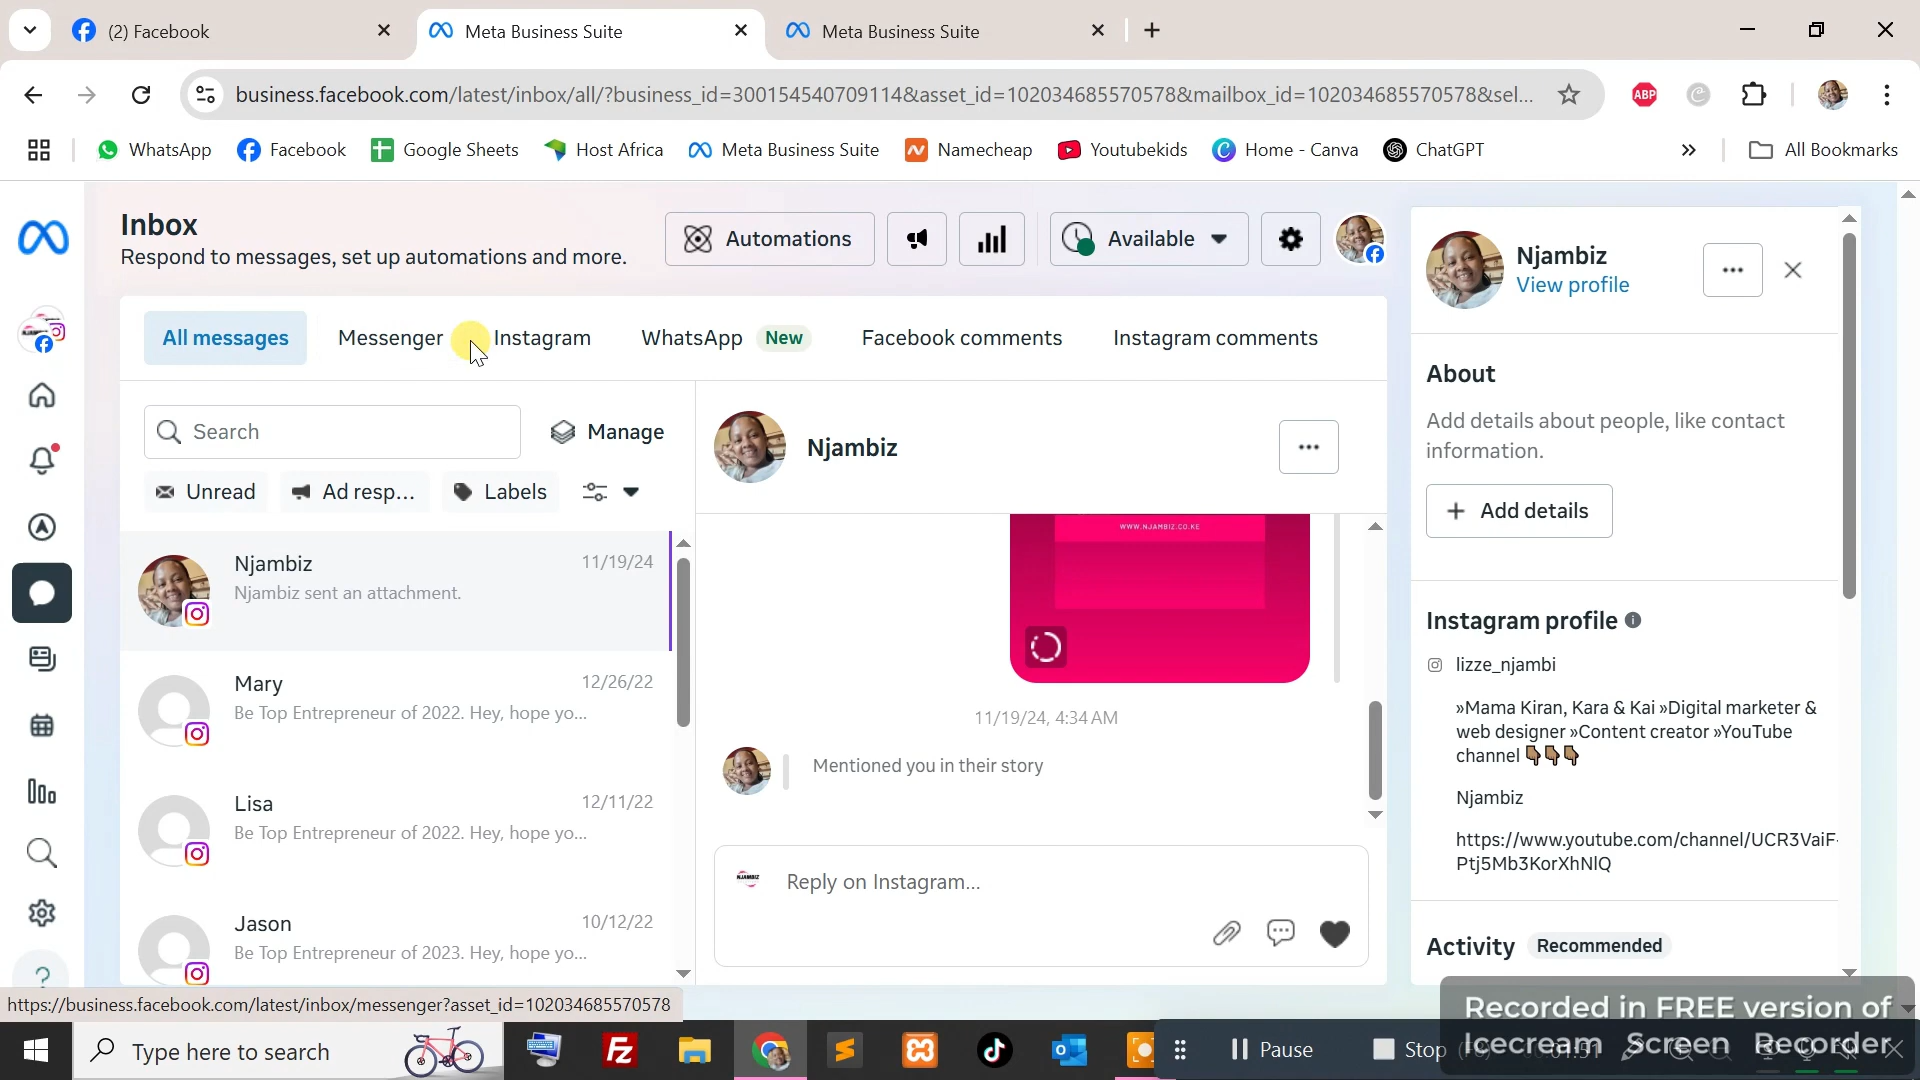 (2) Facebook
Meta Business Suite
Meta Business Suite
business.facebook.com/latest/inbox/all/?business_id=300154540709114&asset_id=102034685570578&mailbox_id=102034685570578&sel...
ABP
WhatsApp
Facebook
Google Sheets
Host Africa
Meta Business Suite
Namecheap
Youtubekids
Home - Canva
ChatGPT
All Bookmarks
Inbox
Respond to messages, set up automations and more.
Automations
Available
All messages
Messenger
Instagram
WhatsApp New
Facebook comments
Instagram comments
Search
Manage
Unread
Ad resp...
Labels
Njambiz 11/19/24
Njambiz sent an attachment.
Mary 12/26/22
Be Top Entrepreneur of 2022. Hey, hope yo...
Lisa 12/11/22
Be Top Entrepreneur of 2022. Hey, hope yo...
Jason 10/12/22
Be Top Entrepreneur of 2023. Hey, hope yo...
Njambiz
WWW.NJAMBIZ.CO.KE
11/19/24, 4:34 AM
Mentioned you in their story
NJAMBIZ
Reply on Instagram...
Njambiz
View profile
About
Add details about people, like contact
information.
+ Add details
Instagram profile
lizze_njambi
»Mama Kiran, Kara & Kai »Digital marketer &
web designer »Content creator »YouTube
channel 👇🏾👇🏾👇🏾
Njambiz
https://www.youtube.com/channel/UCR3VaiF-
Ptj5Mb3KorXhNlQ
Activity Recommended
https://business.facebook.com/latest/inbox/messenger?asset_id=102034685570578
Type here to search
Pause
Stop
Recorded in FREE version of
Icecream Screen Recorder